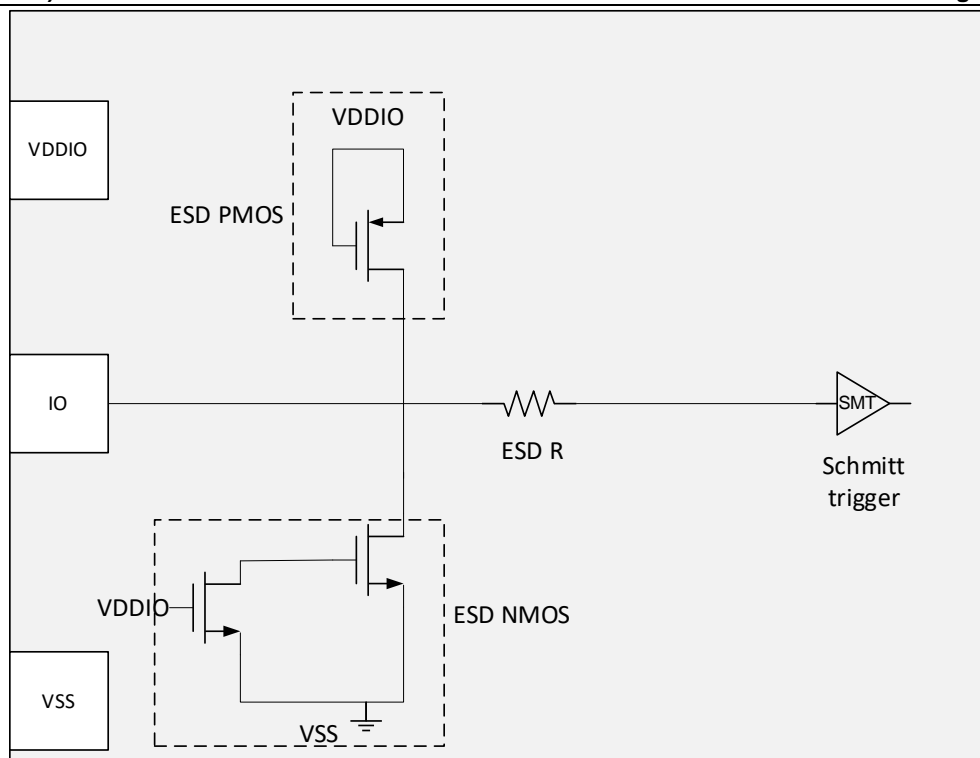 VDDIO
VDDIO
ESD PMOS
IO
SMT
ESD R
Schmitt
trigger
VDDIO
ESD NMOS
VSS
VSS